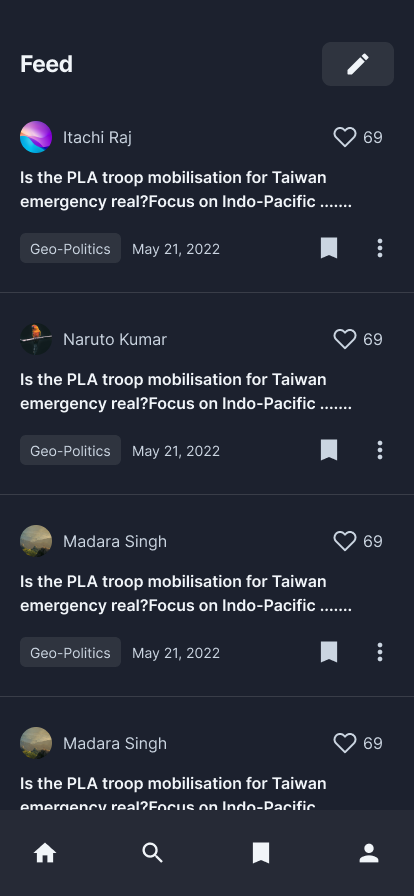 Feed
Itachi Raj 69
Is the PLA troop mobilisation for Taiwan
emergency real?Focus on Indo-Pacific .......
Geo-Politics May 21, 2022
Naruto Kumar 69
Is the PLA troop mobilisation for Taiwan
emergency real?Focus on Indo-Pacific .......
Geo-Politics May 21, 2022
Madara Singh 69
Is the PLA troop mobilisation for Taiwan
emergency real?Focus on Indo-Pacific .......
Geo-Politics May 21, 2022
Madara Singh 69
Is the PLA troop mobilisation for Taiwan
emergency real?Focus on Indo-Pacific